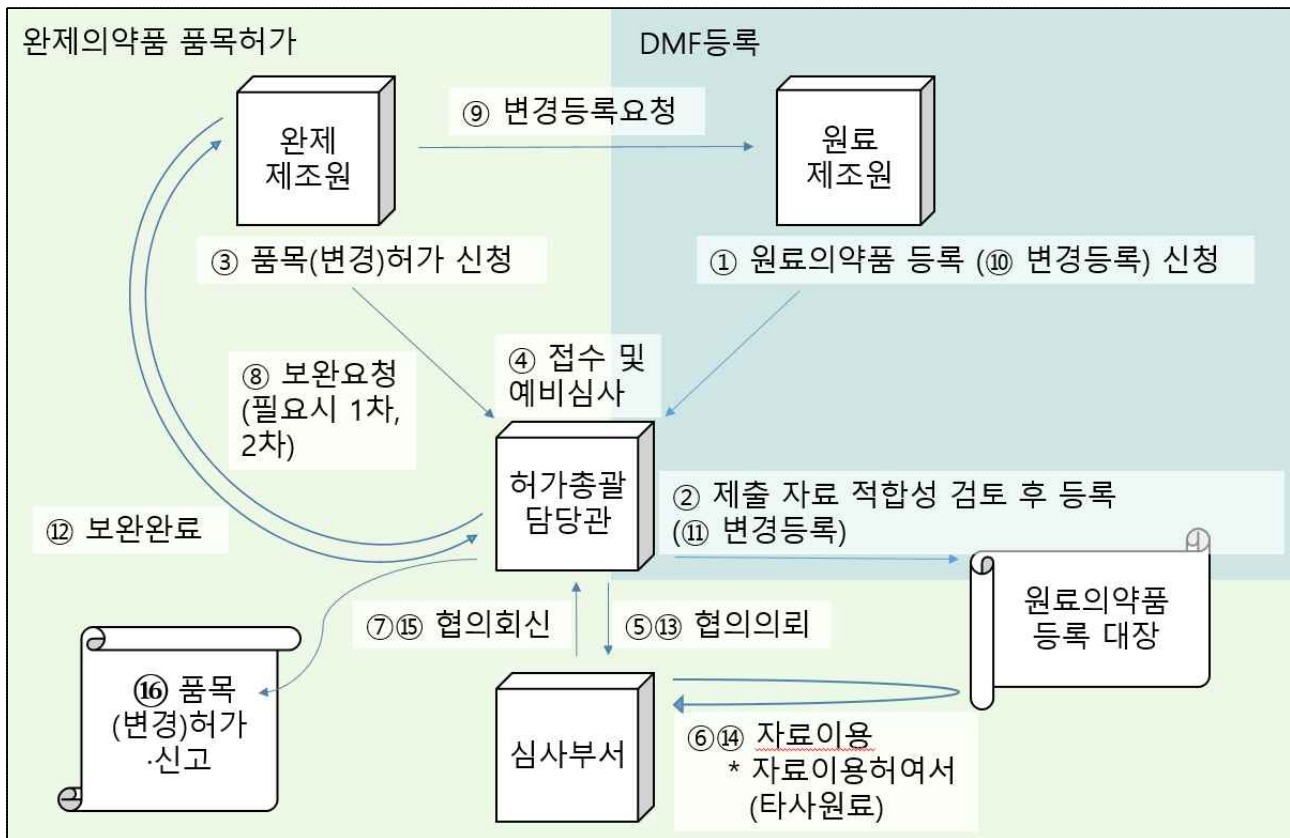 완제의약품 품목허가
DMF등록
완제
제조원
⑨ 변경등록요청
원료
제조원
③ 품목(변경)허가 신청
① 원료의약품 등록 (⑩ 변경등록) 신청
④ 접수 및
예비심사
⑧ 보완요청
(필요시 1차,
2차)
허가총괄
담당관
② 제출 자료 적합성 검토 후 등록
(⑪ 변경등록)
⑫ 보완완료
원료의약품
등록 대장
⑦⑮ 협의회신
⑤⑬ 협의의뢰
⑯ 품목
(변경)허가
·신고
심사부서
⑥⑭ 자료이용
* 자료이용허여서
(타사원료)